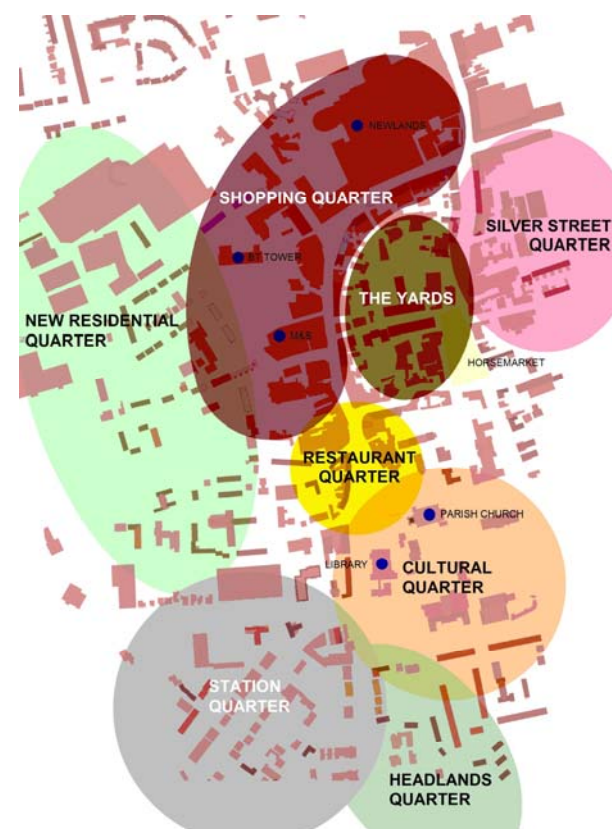 NEWLANDS
SHOPPING QUARTER
SILVER STREET
QUARTER
BT TOWER
THE YARDS
NEW RESIDENTIAL
QUARTER
M&S
HORSEMARKET
RESTAURANT
QUARTER
PARISH CHURCH
LIBRARY
CULTURAL
QUARTER
STATION
QUARTER
HEADLANDS
QUARTER